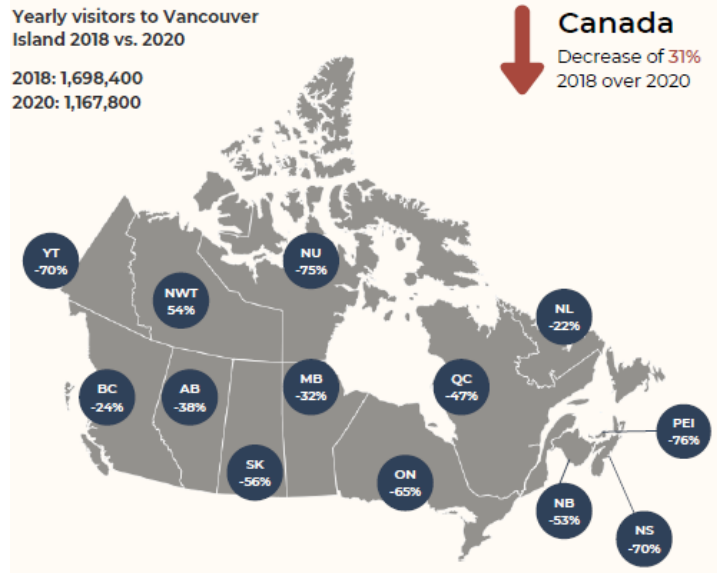 Yearly visitors to Vancouver
Island 2018 vs. 2020
2018: 1,698,400
2020: 1,167,800
Canada
Decrease of 31%
2018 over 2020
YT
-70%
NWT
54%
NU
-75%
NL
-22%
BC
-24%
AB
-38%
MB
-32%
QC
-47%
PEI
-76%
SK
-56%
ON
-65%
NB
-53%
NS
-70%